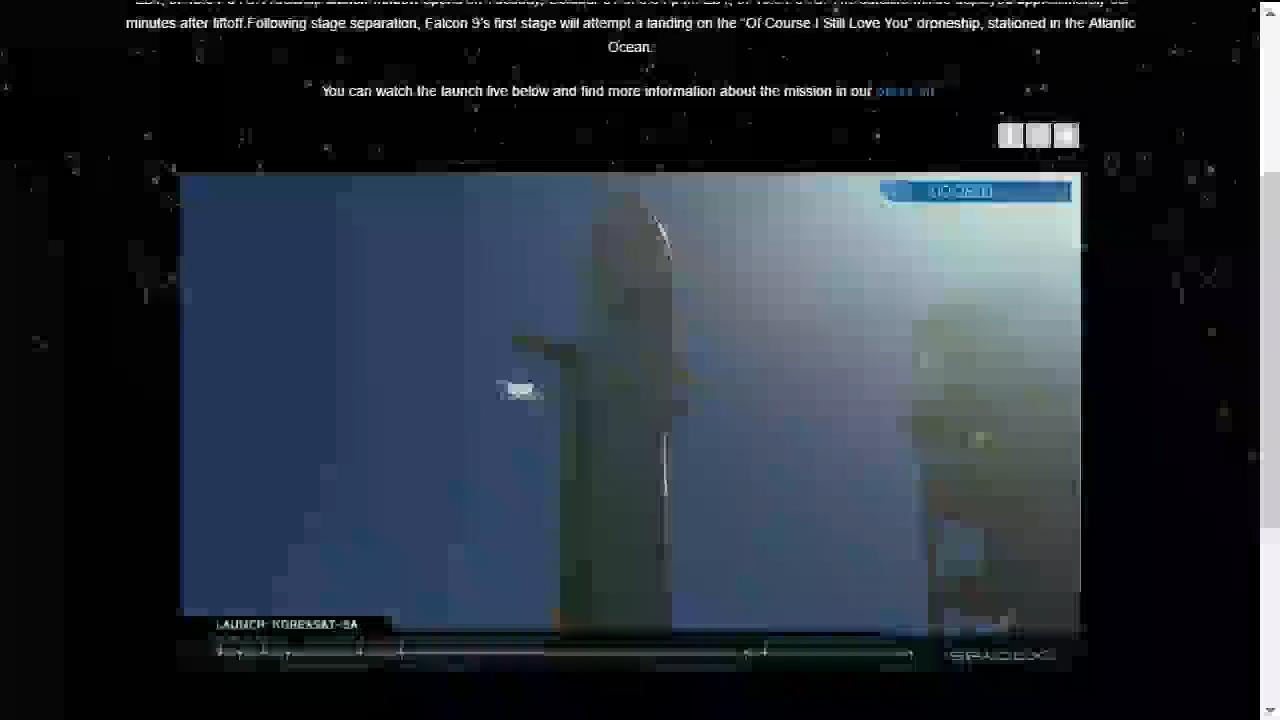 minutes after liftoff. Following stage separation, Falcon 9's first stage will attempt a landing on the "Of Course I Still Love You" droneship, stationed in the Atlantic
Ocean.
You can watch the launch live below and find more information about the mission in our
LAUNCH KOREASAT-5A
SPACEX